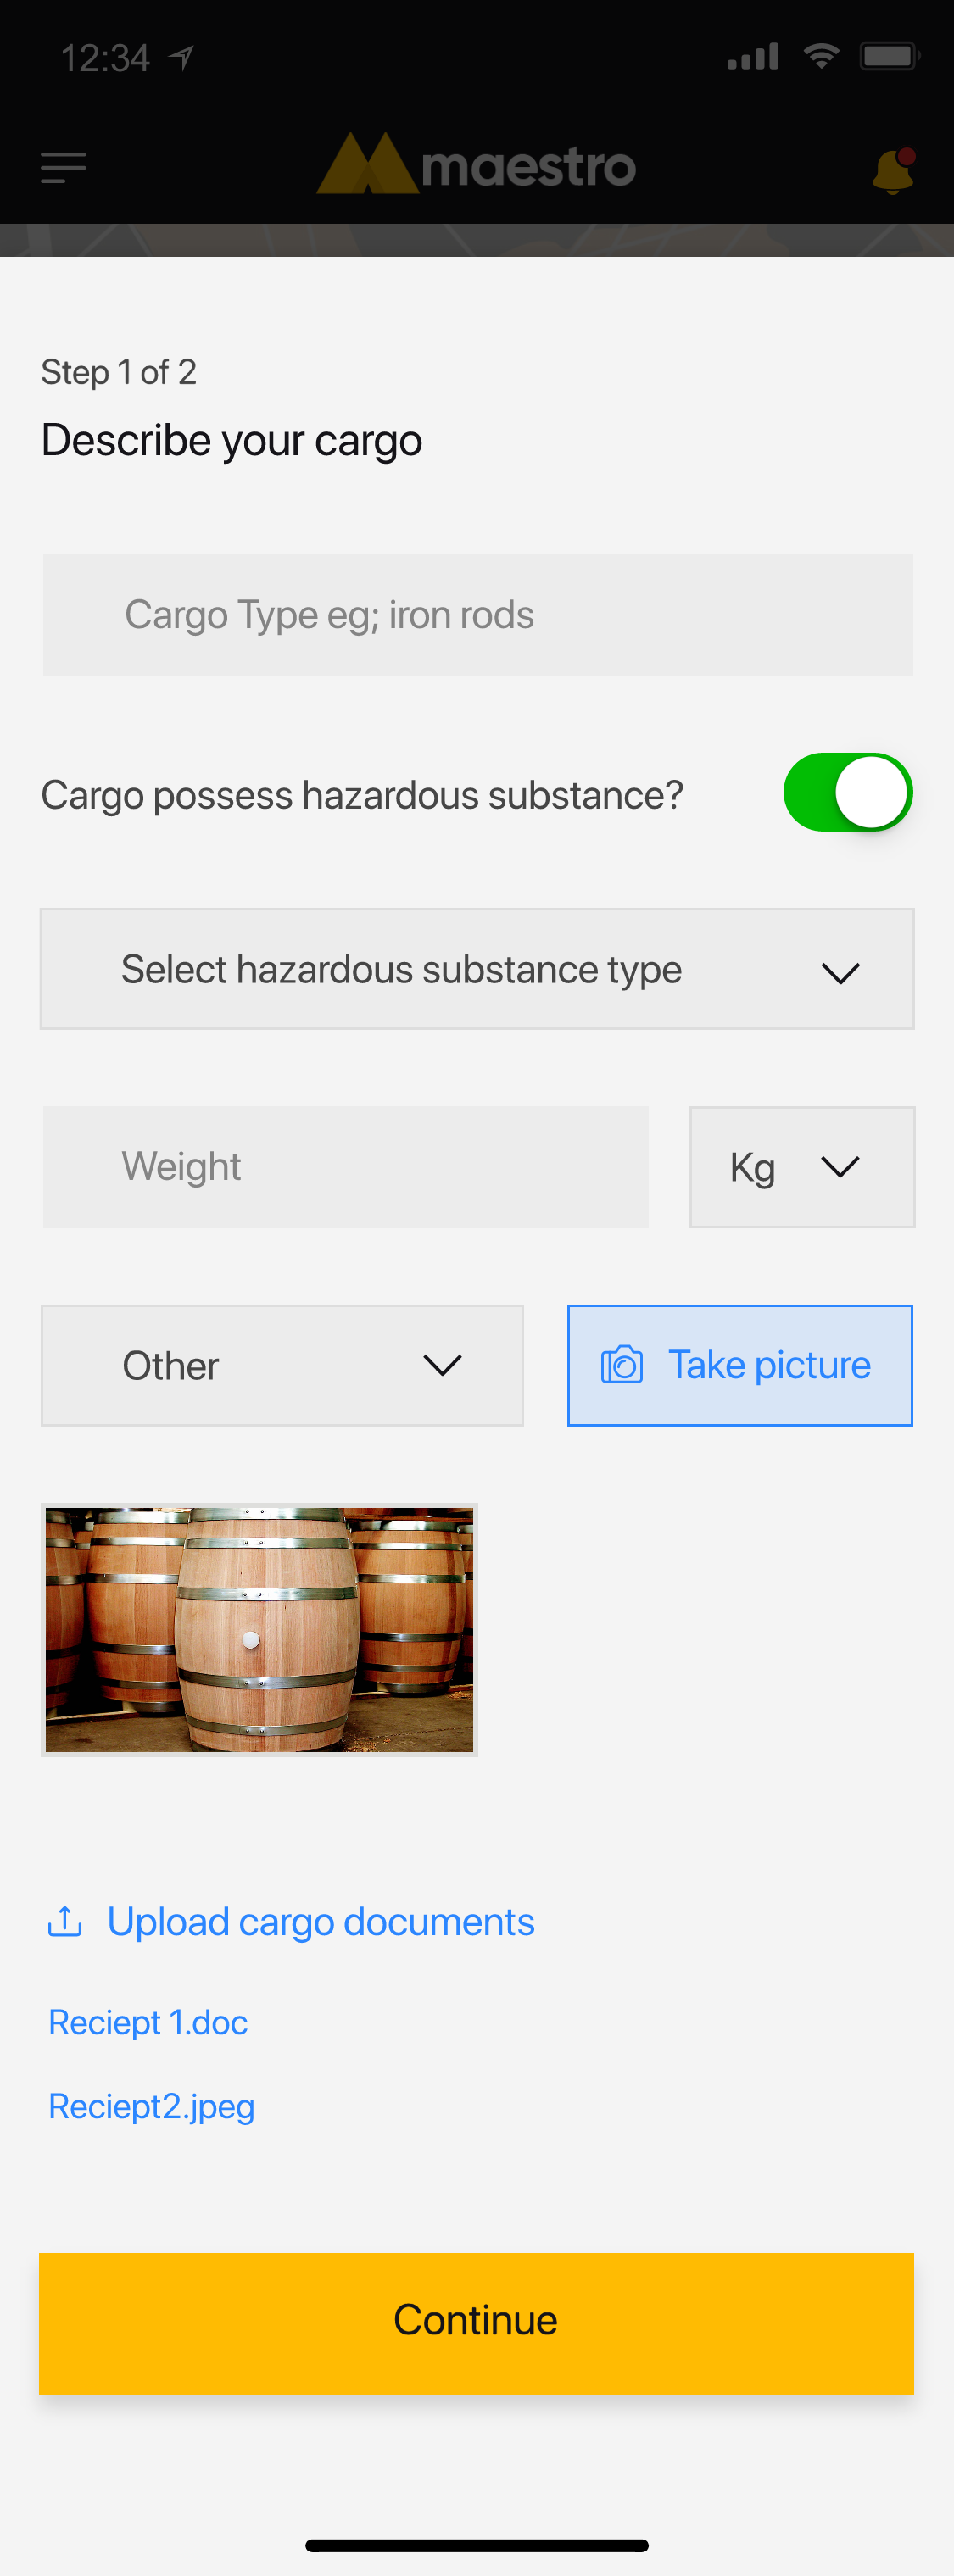 12:34
maestro
Step 1 of 2
Describe your cargo
Cargo Type eg; iron rods
Cargo possess hazardous substance?
Select hazardous substance type
Weight
Kg
Other
Take picture
Upload cargo documents
Reciept 1.doc
Reciept2.jpeg
Continue